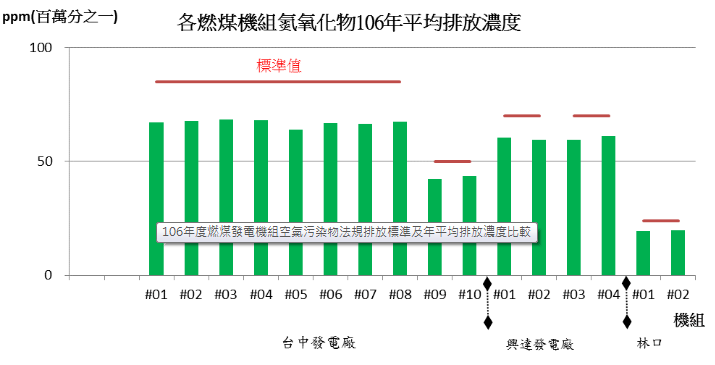 ppm(百萬分之一)
各燃煤機組氮氧化物106年平均排放濃度
100
標準值
50
106年度燃煤發電機組空氣污染物法規排放標準及年平均排放濃度比較
0
#01 #02 #03 #04 #05 #06 #07 #08 #09 #10 #01 #02 #03 #04 #01 #02
機組
台中發電廠 興達發電廠 林口